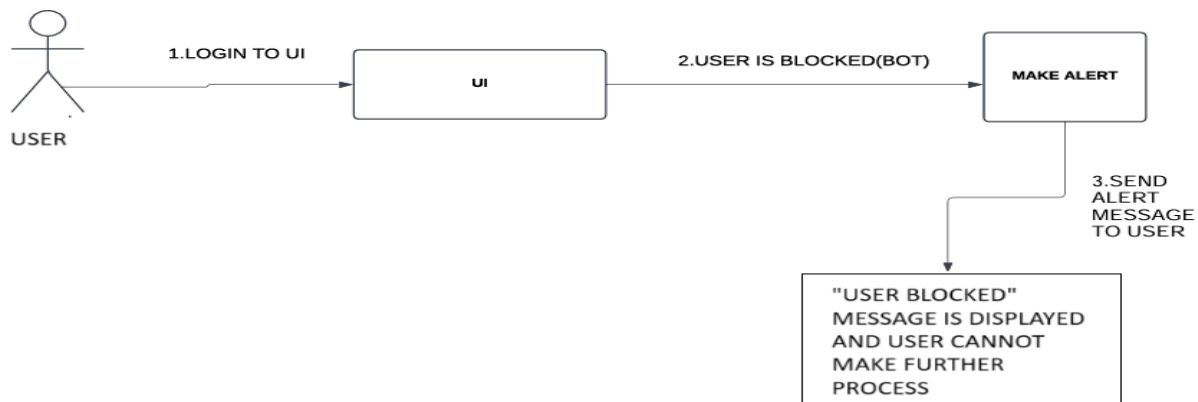 1.LOGIN TO UI
UI
2.USER IS BLOCKED(BOT)
MAKE ALERT
USER
3.SEND
ALERT
MESSAGE
TO USER
"USER BLOCKED"
MESSAGE IS DISPLAYED
AND USER CANNOT
MAKE FURTHER
PROCESS